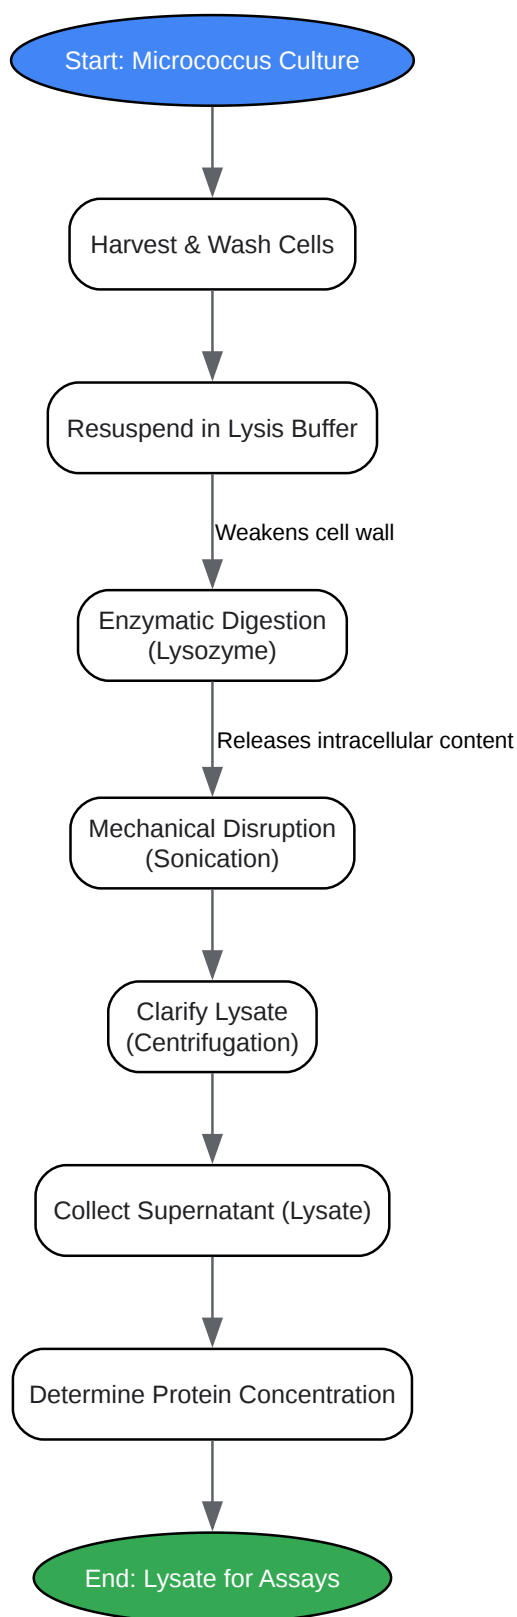 Start: Micrococcus Culture
Harvest & Wash Cells
Resuspend in Lysis Buffer
Weakens cell wall
Enzymatic Digestion
(Lysozyme)
Releases intracellular content
Mechanical Disruption
(Sonication)
Clarify Lysate
(Centrifugation)
Collect Supernatant (Lysate)
Determine Protein Concentration
End: Lysate for Assays